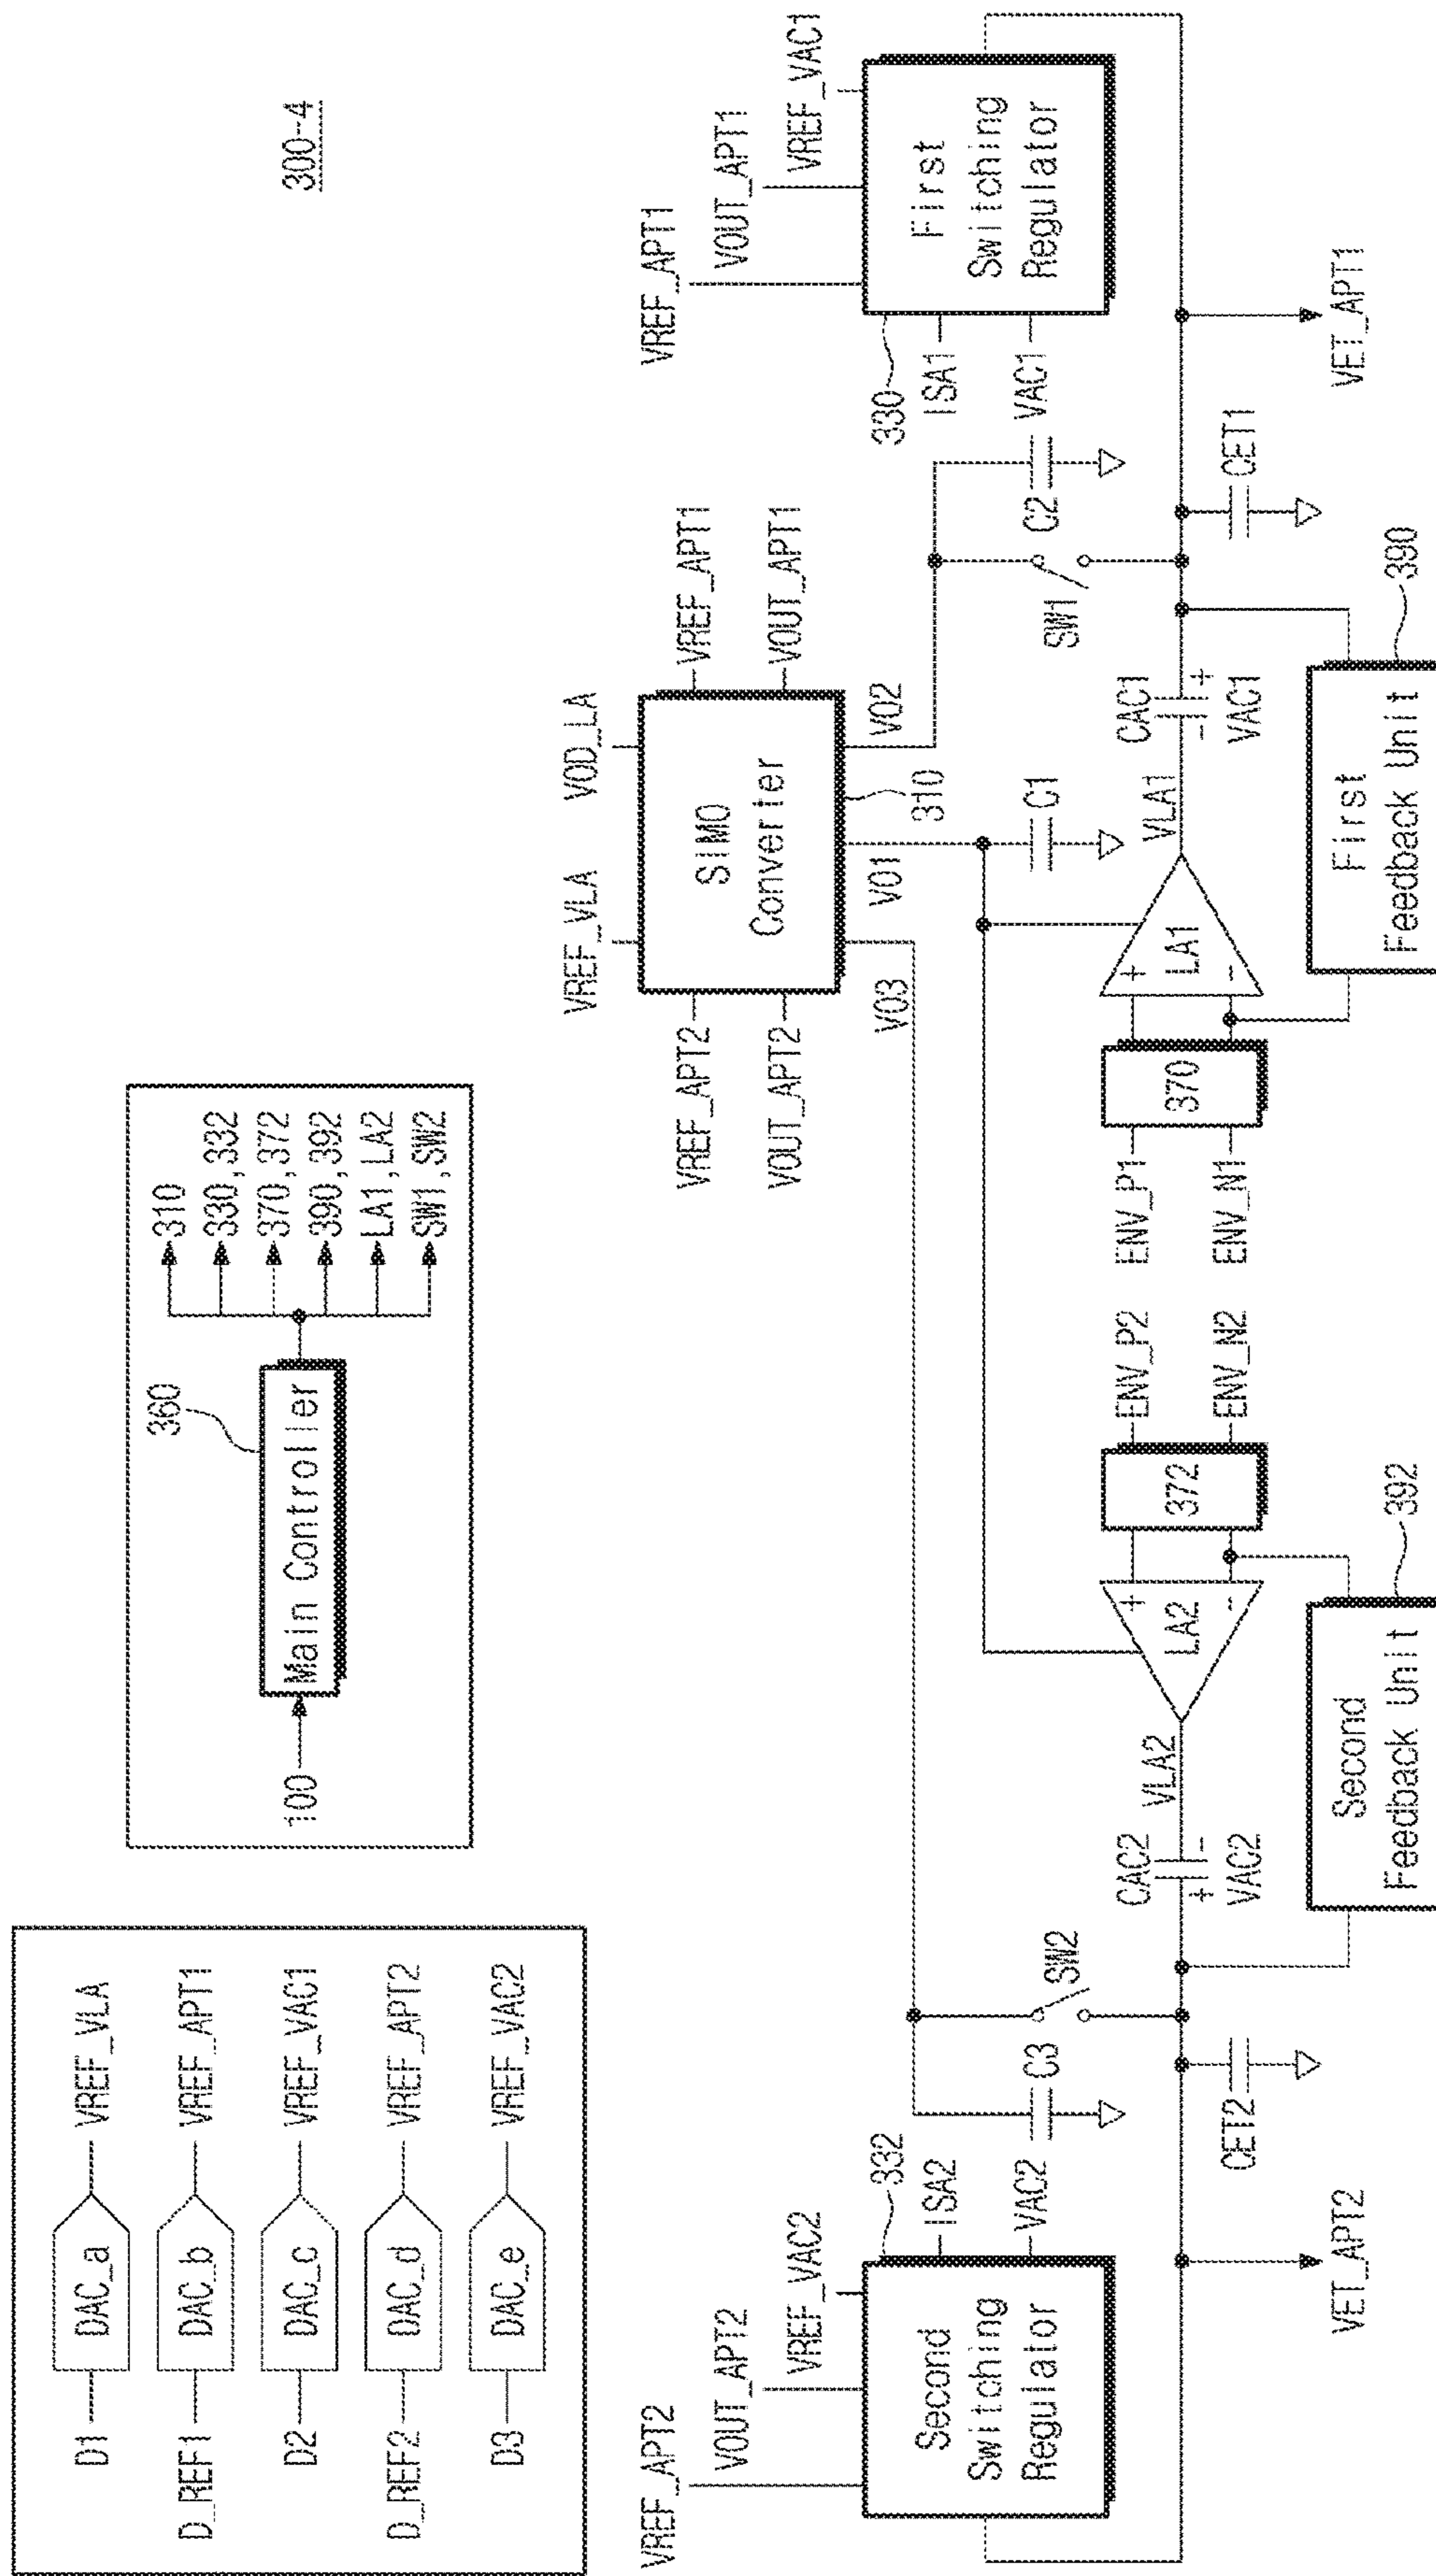 300-4
D1
DAC_a
VREF_VLA
D_REF1
DAC_b
VREF_APT1
D2
DAC_c
VREF_VAC1
D_REF2
DAC_d
VREF_APT2
D3
DAC_e
VREF_VAC2
360
100
Main Controller
310
330,332
370,372
390,392
LA1,LA2
SW1,SW2
VREF_VLA
VOD_LA
VREF_APT2
VOUT_APT2
SIMO
Converter
VREF_APT1
VOUT_APT1
VO3
VO1
VO2
310
VREF_APT2
VOUT_APT2
VREF_VAC2
Second
Switching
Regulator
332
ISA2
VAC2
VREF_APT1
VOUT_APT1
VREF_VAC1
First
Switching
Regulator
330
ISA1
VAC1
C3
SW2
C1
SW1
C2
VET_APT2
CET2
CAC2
+ -
VAC2
VLA2
LA2
+
-
372
ENV_P2
ENV_N2
ENV_P1
ENV_N1
370
+
-
LA1
VLA1
CAC1
- +
VAC1
CET1
VET_APT1
Second
Feedback Unit
392
First
Feedback Unit
390